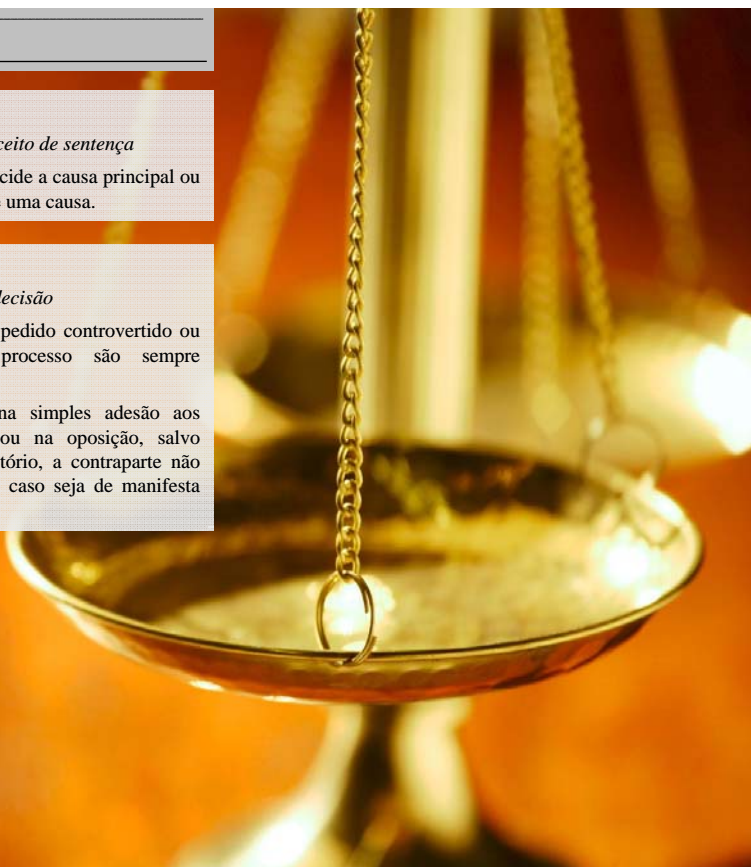 ceito de sentença
cide a causa principal ou
uma causa.
decisão
pedido controvertido ou
processo são sempre
na simples adesão aos
ou na oposição, salvo
tório, a contraparte não
caso seja de manifesta